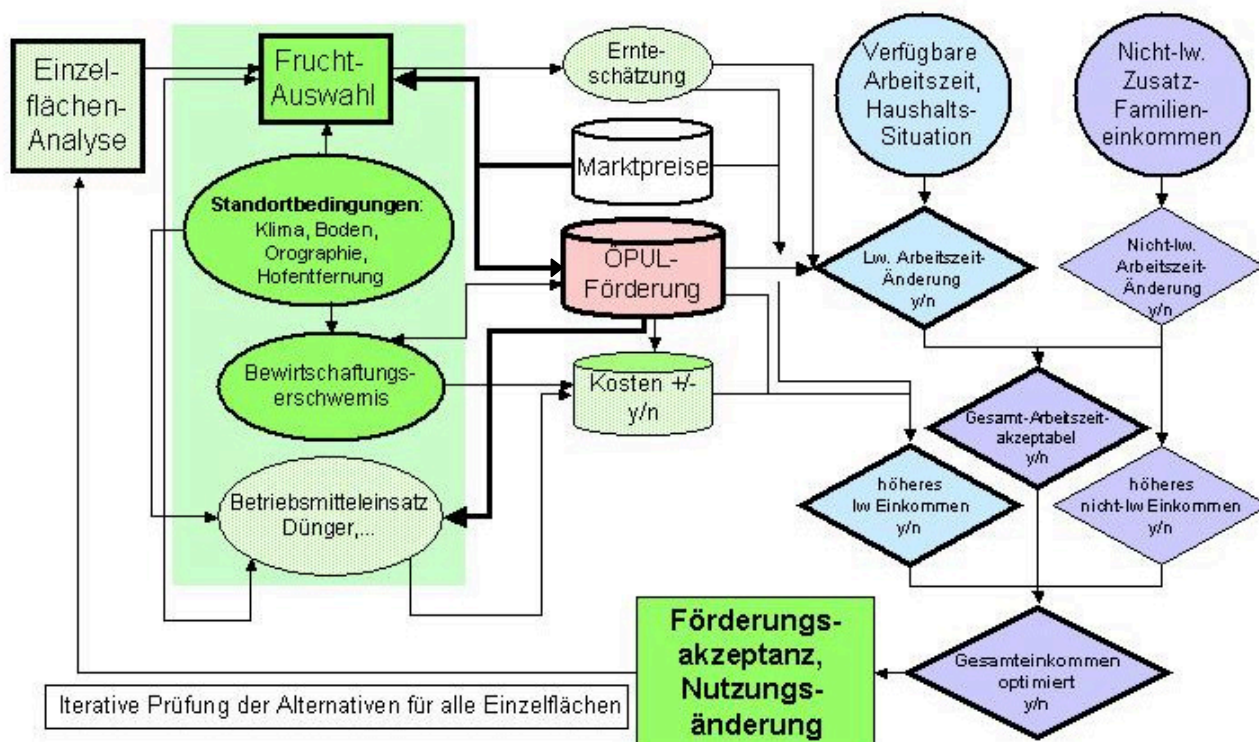 Einzel-
flächen-
Analyse
Frucht-
Auswahl
Ernte-
schätzung
Verfügbare
Arbeitszeit,
Haushalts-
Situation
Nicht-lw.
Zusatz-
Familien-
einkommen
Marktpreise
Standortbedingungen:
Klima, Boden,
Orographie,
Hofentfernung
ÖPUL-
Förderung
Lw. Arbeitszeit-
Änderung
y/n
Nicht-lw.
Arbeitszeit-
Änderung
y/n
Bewirtschaftungs-
erschwernis
Kosten +/-
y/n
Gesamt-Arbeitszeit-
akzeptabel
y/n
Betriebsmitteleinsatz
Dünger,...
höheres
lw Einkommen
y/n
höheres
nicht-lw Einkommen
y/n
Förderungs-
akzeptanz,
Nutzungs-
änderung
Gesamteinkommen
optimiert
y/n
Iterative Prüfung der Alternativen für alle Einzelflächen